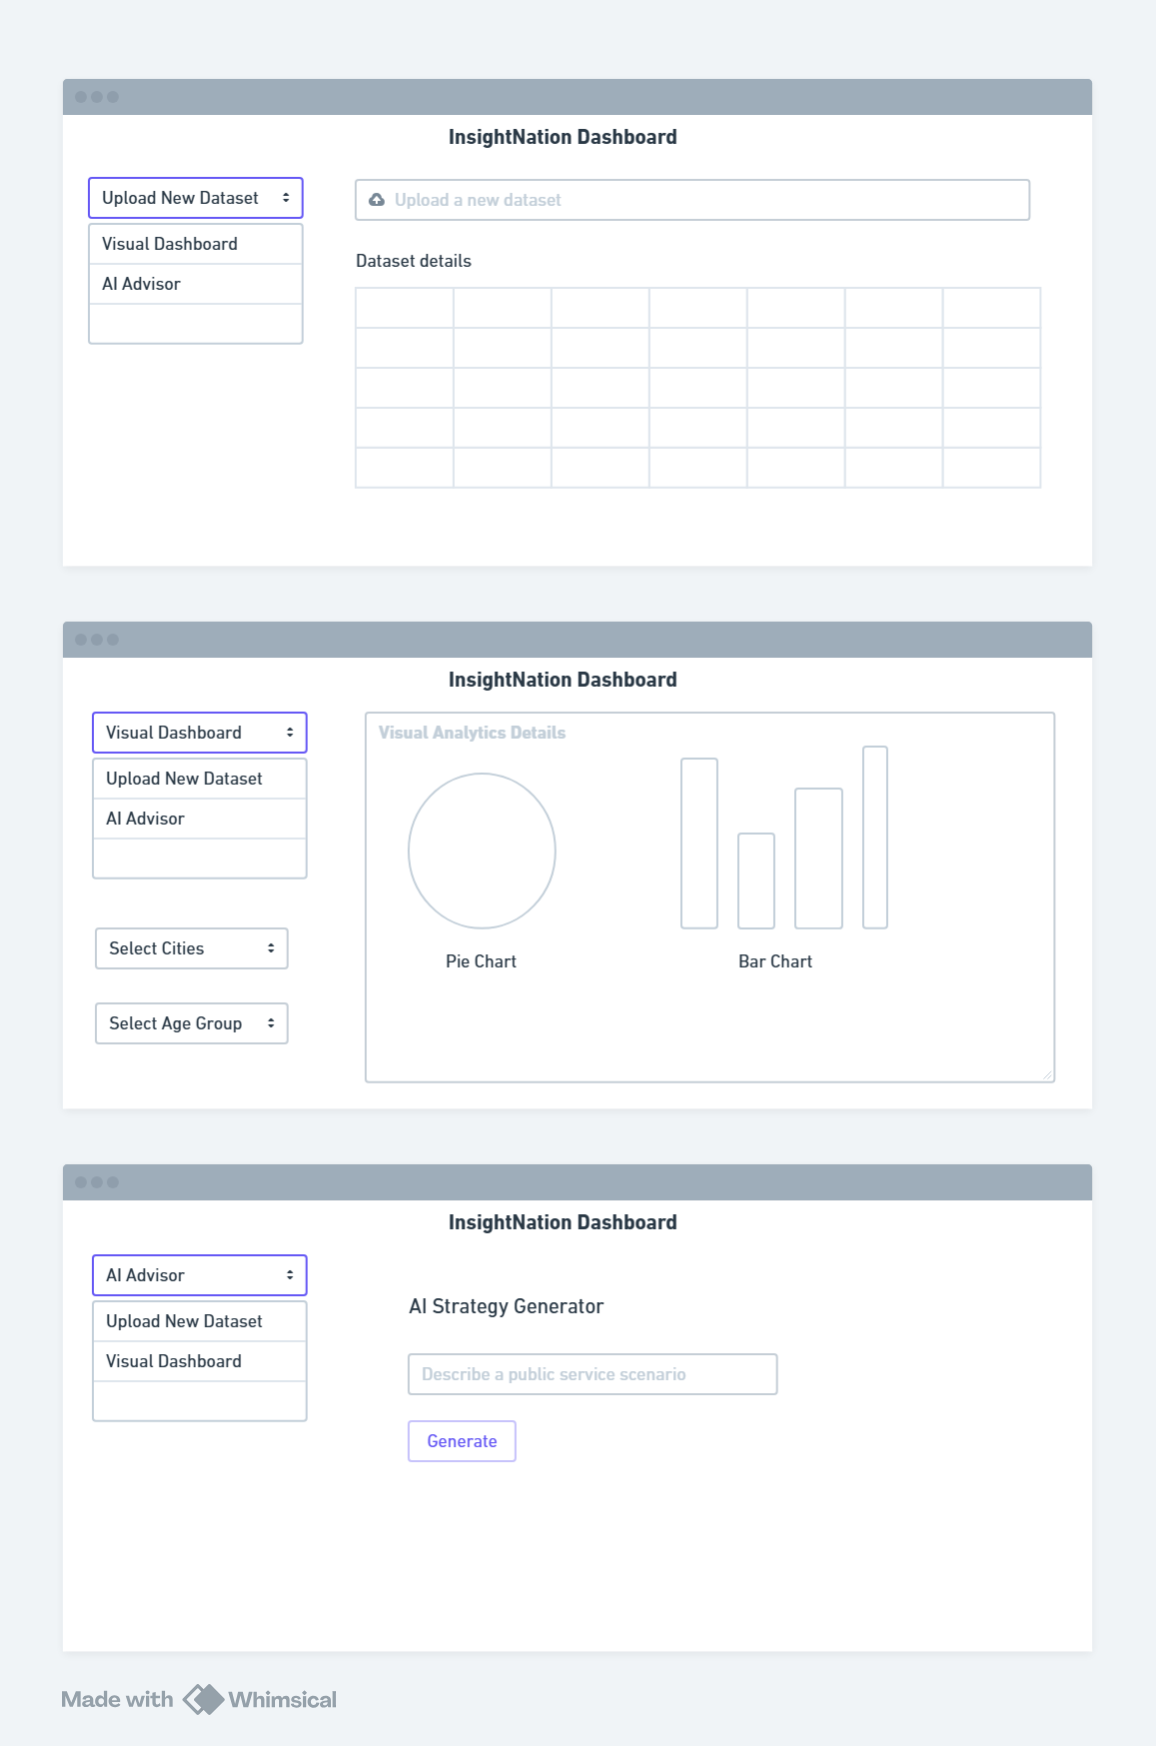 InsightNation Dashboard
Upload New Dataset
Visual Dashboard
AI Advisor
Upload a new dataset
Dataset details
InsightNation Dashboard
Visual Dashboard
Upload New Dataset
AI Advisor
Select Cities
Select Age Group
Visual Analytics Details
Pie Chart
Bar Chart
InsightNation Dashboard
AI Advisor
Upload New Dataset
Visual Dashboard
AI Strategy Generator
Describe a public service scenario
Generate
Made with Whimsical